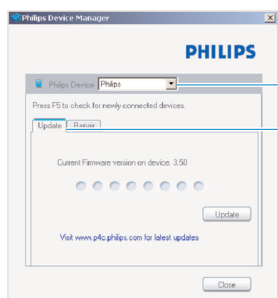 Philips Device Manager
PHILIPS
Philips Device Philips
Press F5 to check for newly connected devices.
Update Repair
Current Firmware version on device: 3.50
Update
Visit www.p4c.philips.com for latest updates
Close